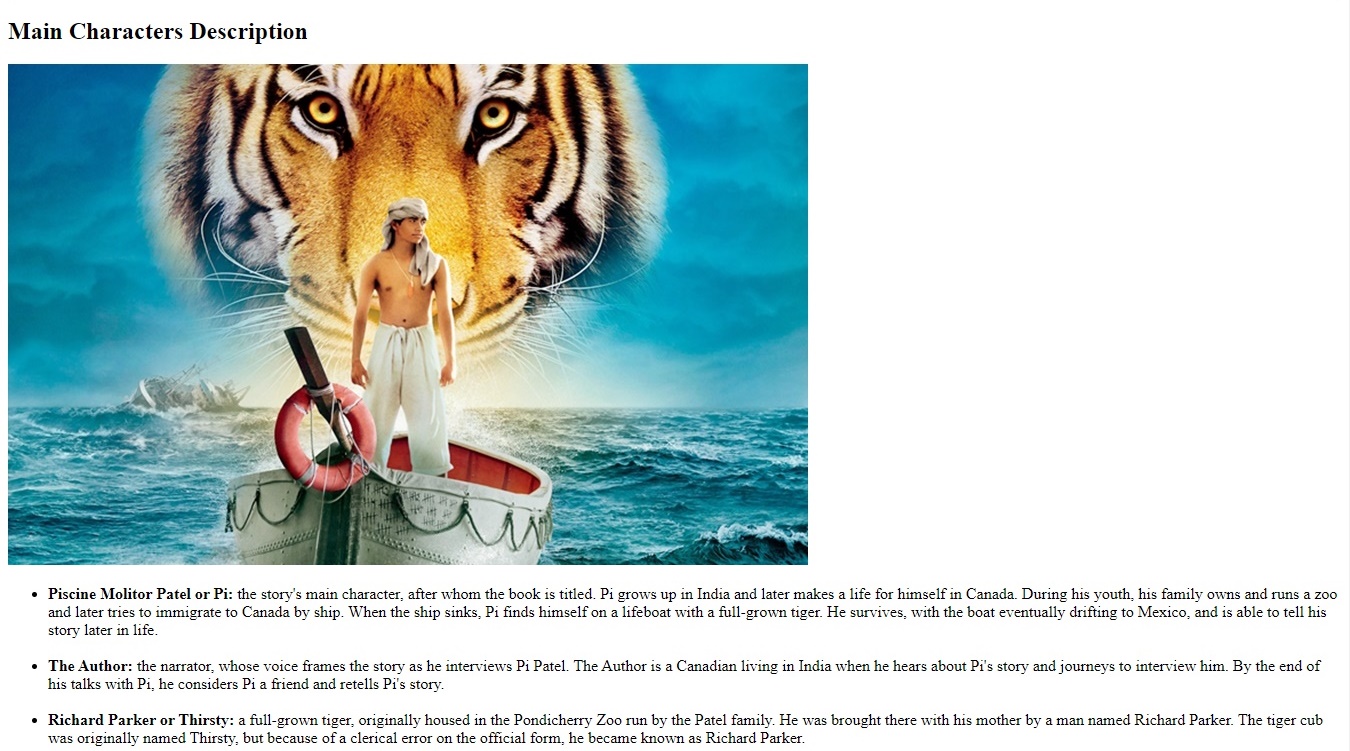 Main Characters Description
Piscine Molitor Patel or Pi: the story's main character, after whom the book is titled. Pi grows up in India and later makes a life for himself in Canada. During his youth, his family owns and runs a zoo
and later tries to immigrate to Canada by ship. When the ship sinks, Pi finds himself on a lifeboat with a full-grown tiger. He survives, with the boat eventually drifting to Mexico, and is able to tell his
story later in life.
The Author: the narrator, whose voice frames the story as he interviews Pi Patel. The Author is a Canadian living in India when he hears about Pi's story and journeys to interview him. By the end of
his talks with Pi, he considers Pi a friend and retells Pi's story.
Richard Parker or Thirsty: a full-grown tiger, originally housed in the Pondicherry Zoo run by the Patel family. He was brought there with his mother by a man named Richard Parker. The tiger cub
was originally named Thirsty, but because of a clerical error on the official form, he became known as Richard Parker.